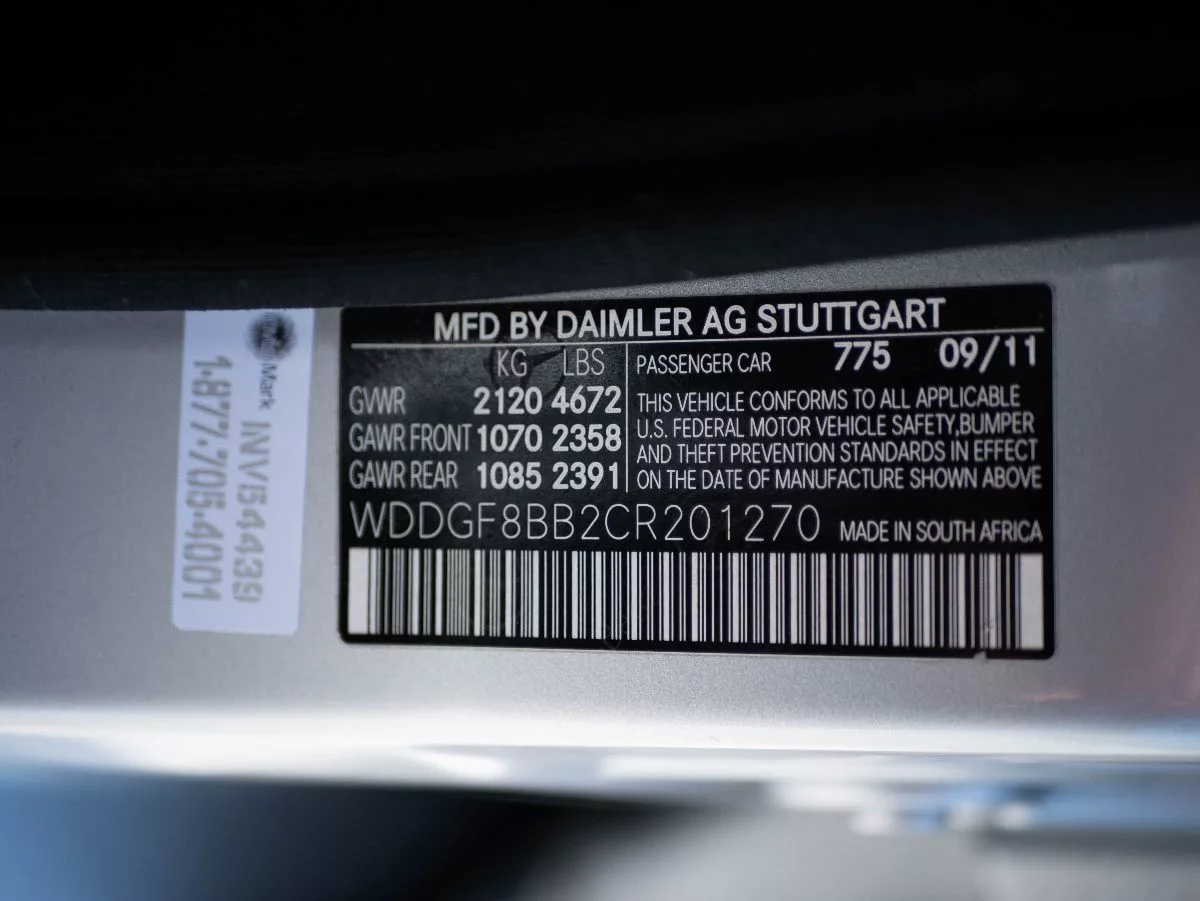 MFD BY DAIMLER AG STUTTGART
KG LBS
GVWR 2120 4672
GAWR FRONT 1070 2358
GAWR REAR 1085 2391
PASSENGER CAR 775 09/11
THIS VEHICLE CONFORMS TO ALL APPLICABLE
U.S. FEDERAL MOTOR VEHICLE SAFETY,BUMPER
AND THEFT PREVENTION STANDARDS IN EFFECT
ON THE DATE OF MANUFACTURE SHOWN ABOVE
WDDGF8BB2CR201270 MADE IN SOUTH AFRICA
Mark INV54439
1·877·705·4001